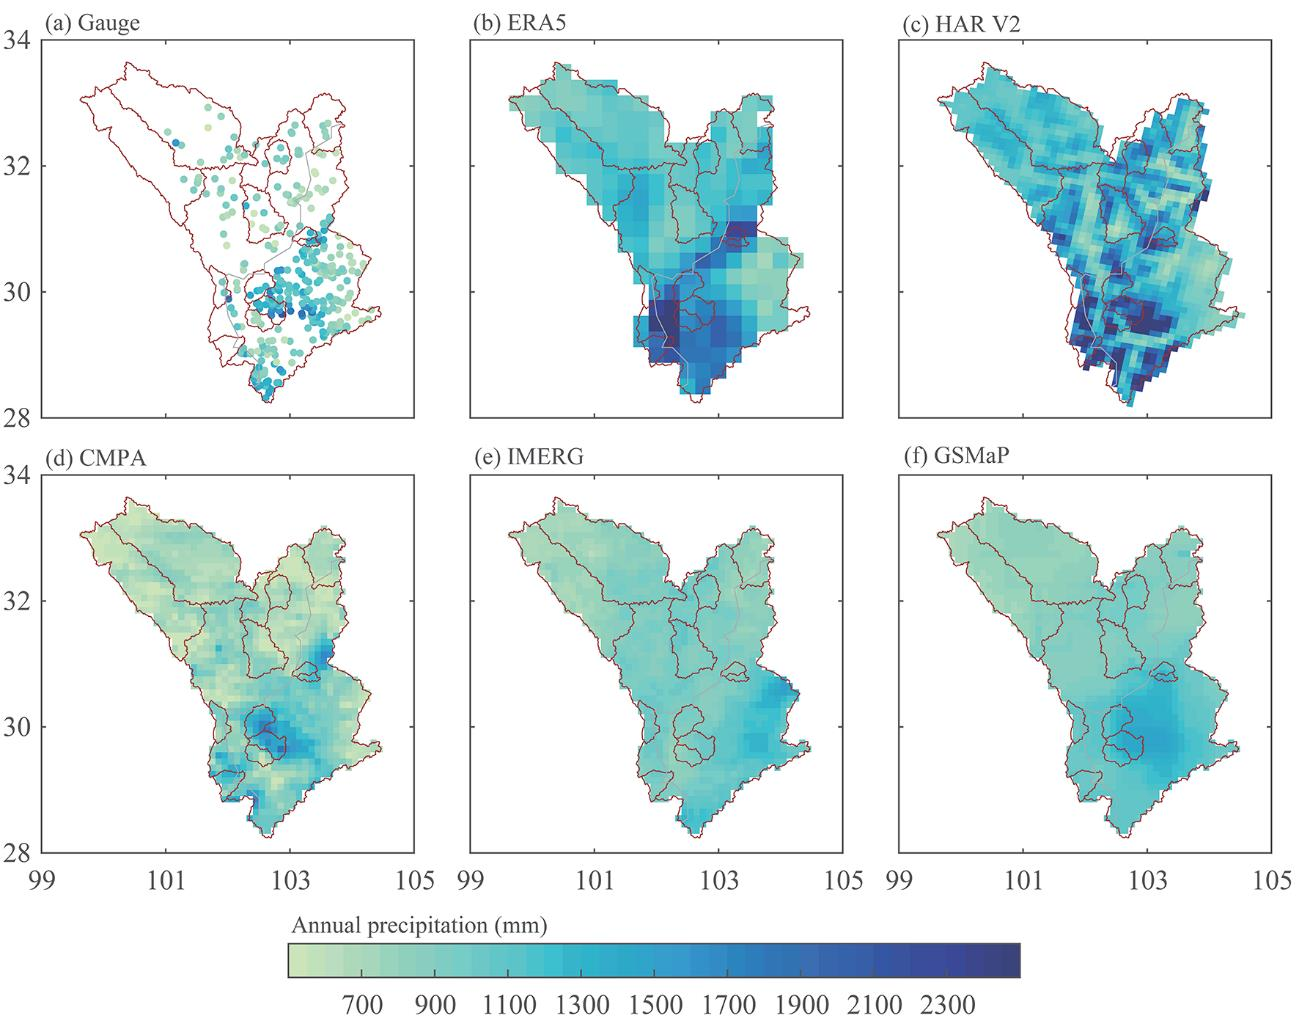 (a) Gauge
(b) ERA5
(c) HAR V2
34
32
30
28
(d) CMPA
(e) IMERG
(f) GSMaP
34
32
30
28
99 101 103 105 99 101 103 105 99 101 103 105
Annual precipitation (mm)
700 900 1100 1300 1500 1700 1900 2100 2300